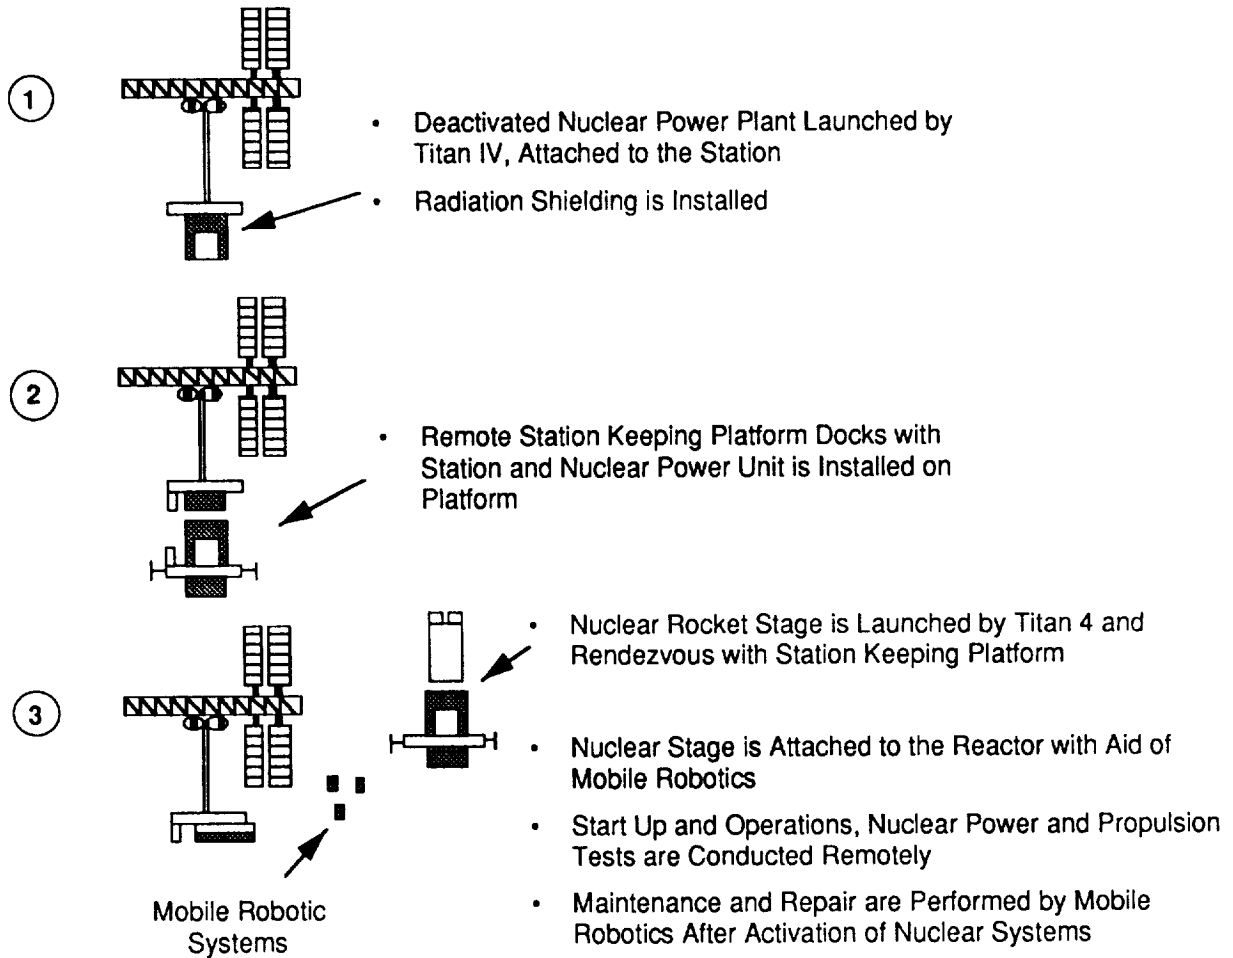 1
• Deactivated Nuclear Power Plant Launched by
Titan IV, Attached to the Station
• Radiation Shielding is Installed
2
• Remote Station Keeping Platform Docks with
Station and Nuclear Power Unit is Installed on
Platform
3
• Nuclear Rocket Stage is Launched by Titan 4 and
Rendezvous with Station Keeping Platform
• Nuclear Stage is Attached to the Reactor with Aid of
Mobile Robotics
• Start Up and Operations, Nuclear Power and Propulsion
Tests are Conducted Remotely
• Maintenance and Repair are Performed by Mobile
Robotics After Activation of Nuclear Systems
Mobile Robotic
Systems